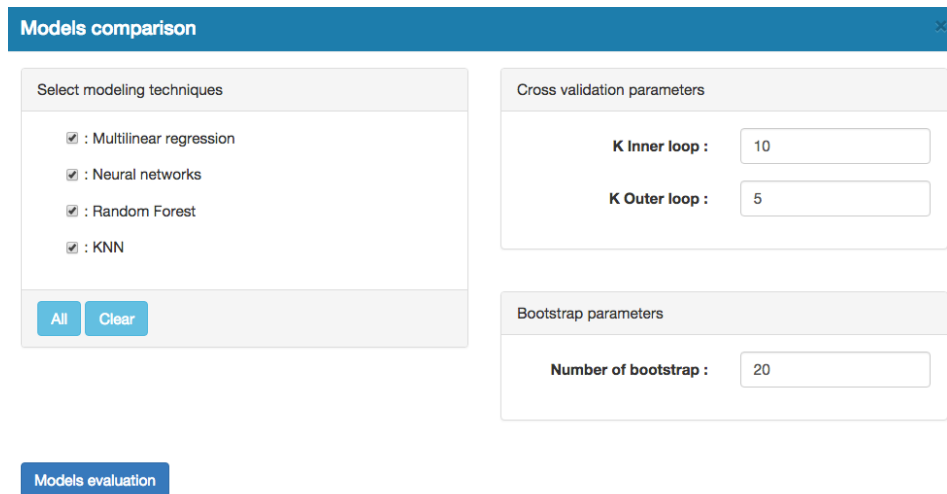 Models comparison
×
Select modeling techniques
: Multilinear regression
: Neural networks
: Random Forest
: KNN
All Clear
Cross validation parameters
K Inner loop : 10
K Outer loop : 5
Bootstrap parameters
Number of bootstrap : 20
Models evaluation